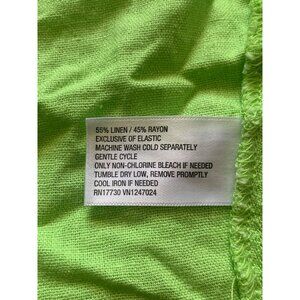 55% LINEN / 45% RAYON
EXCLUSIVE OF ELASTIC
MACHINE WASH COLD SEPARATELY
GENTLE CYCLE
ONLY NON-CHLORINE BLEACH IF NEEDED
TUMBLE DRY LOW, REMOVE PROMPTLY
COOL IRON IF NEEDED
RN17730 VN1247024